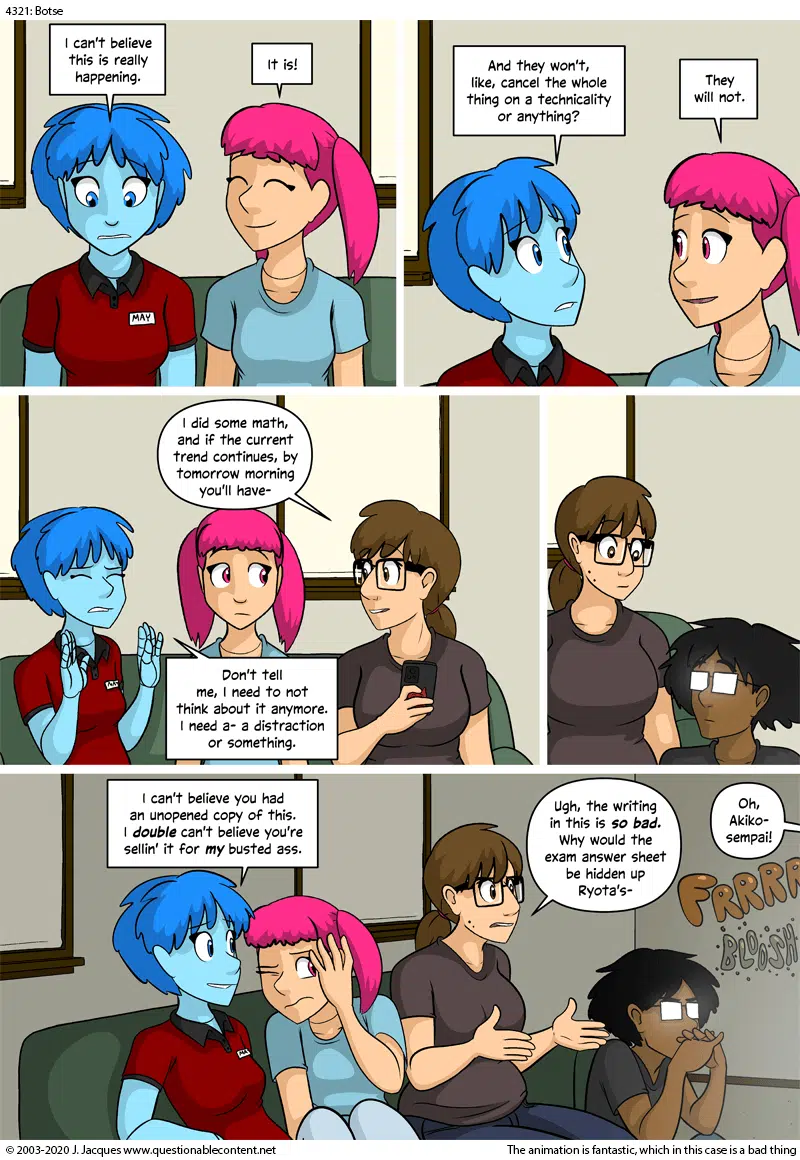 4321: Botse
I can't believe
this is really
happening.
It is!
MAY
And they won't,
like, cancel the whole
thing on a technicality
or anything?
They
will not.
I did some math,
and if the current
trend continues, by
tomorrow morning
you'll have-
Don't tell
me, I need to not
think about it anymore.
I need a- a distraction
or something.
I can't believe you had
an unopened copy of this.
I double can't believe you're
sellin' it for my busted ass.
Ugh, the writing
in this is so bad.
Why would the
exam answer sheet
be hidden up
Ryota's-
Oh,
Akiko-
sempai!
FRRRR
BLOOSH
© 2003-2020 J. Jacques www.questionablecontent.net
The animation is fantastic, which in this case is a bad thing